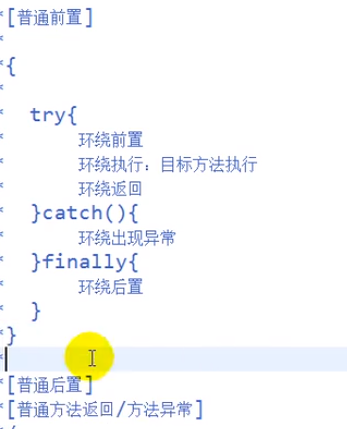 *[普通前置]
*
*{
*
* try{
* 环绕前置
* 环绕执行：目标方法执行
* 环绕返回
* }catch(){
* 环绕出现异常
* }finally{
* 环绕后置
* }
*}
*
*[普通后置]
*[普通方法返回/方法异常]